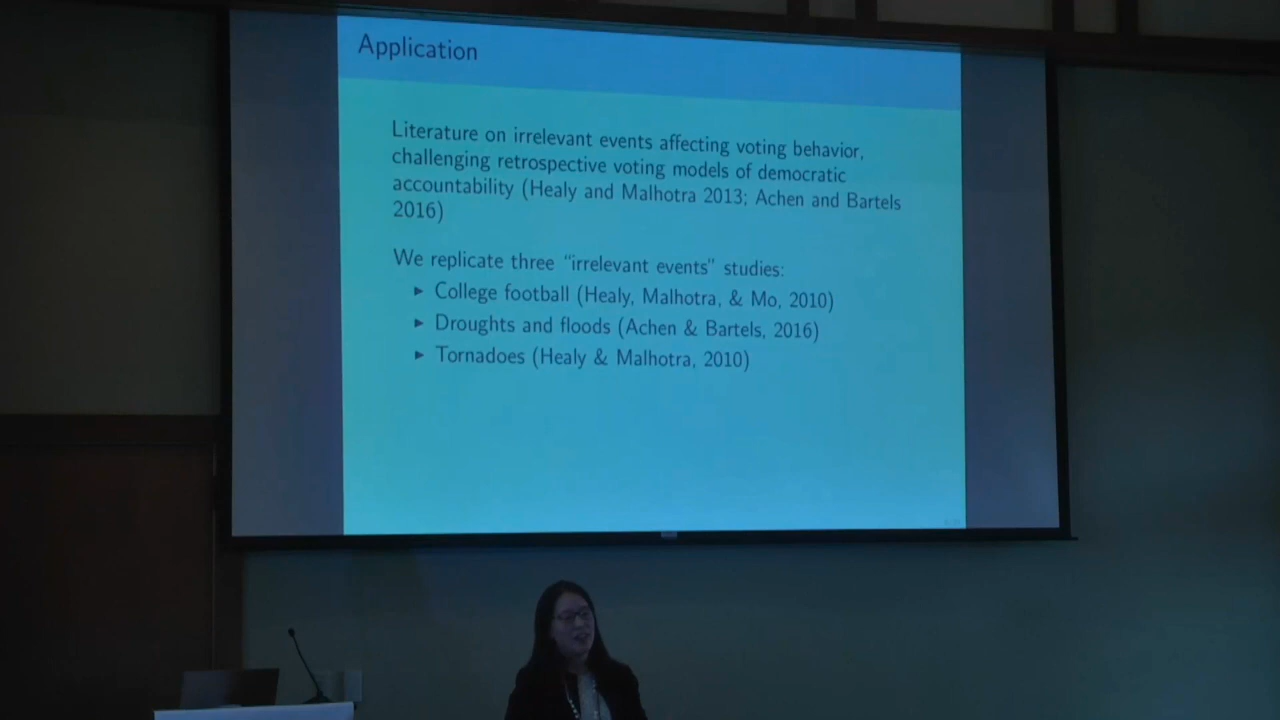 Application
Literature on irrelevant events affecting voting behavior,
challenging retrospective voting models of democratic
accountability (Healy and Malhotra 2013; Achen and Bartels
2016)
We replicate three “irrelevant events” studies:
▶ College football (Healy, Malhotra, & Mo, 2010)
▶ Droughts and floods (Achen & Bartels, 2016)
▶ Tornadoes (Healy & Malhotra, 2010)